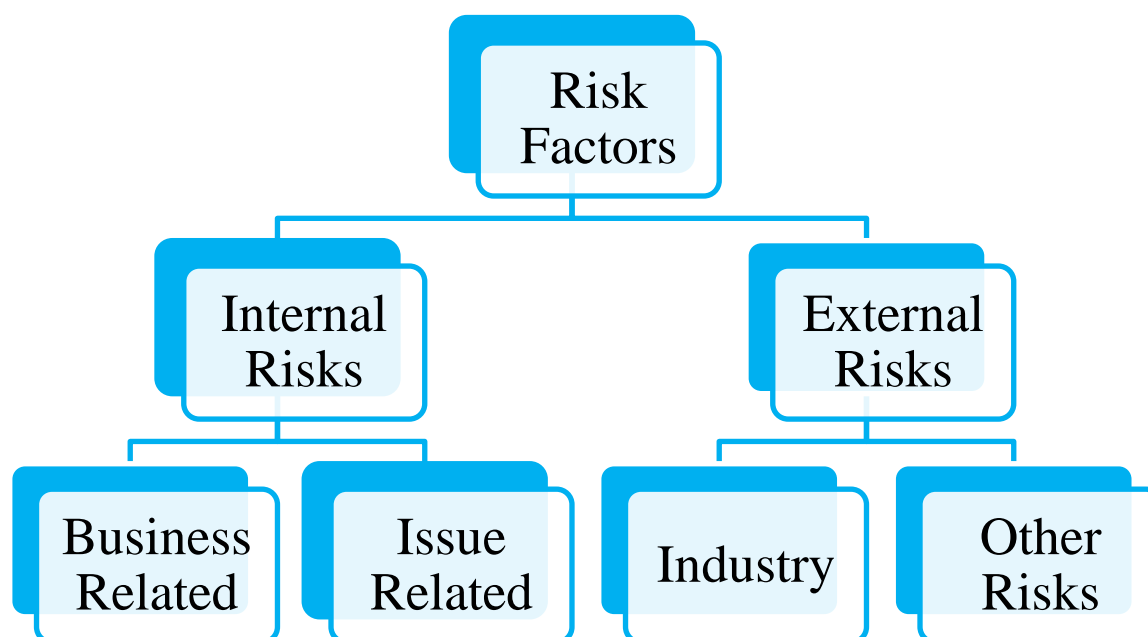 Risk
Factors
Internal
Risks
External
Risks
Business
Related
Issue
Related
Industry
Other
Risks